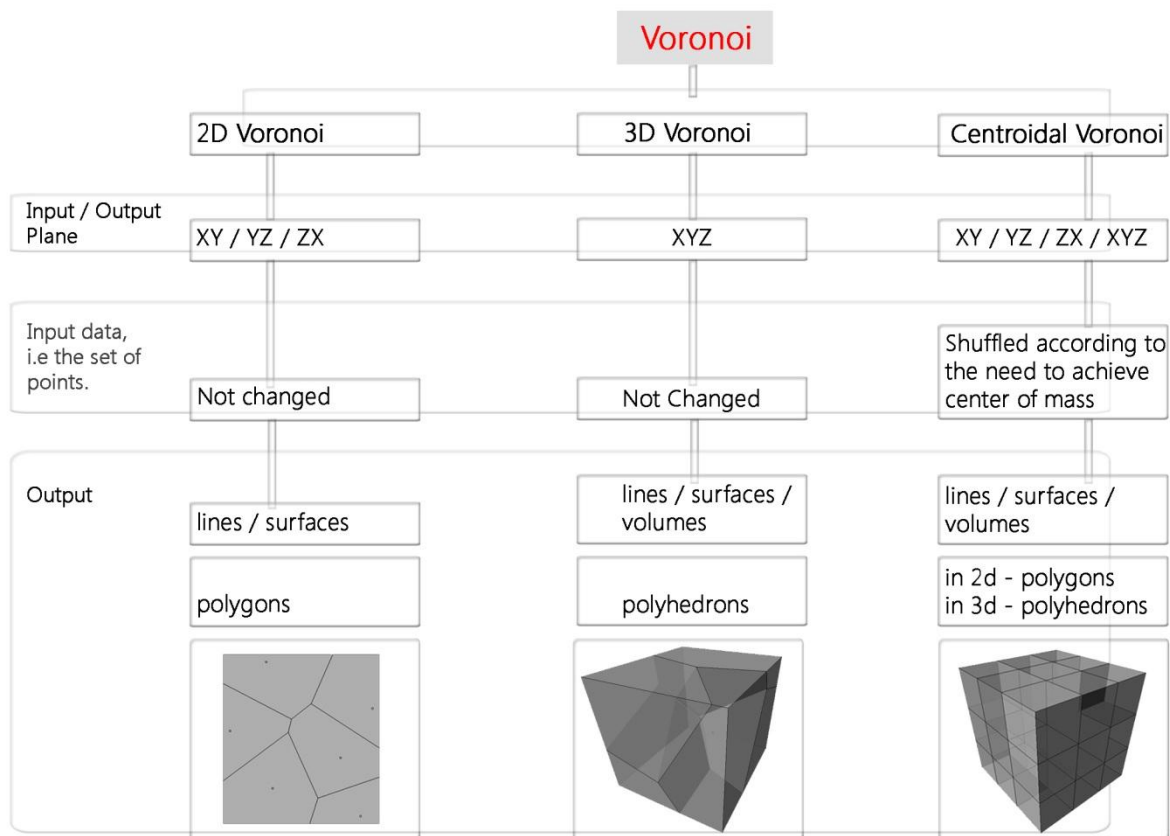 Voronoi
2D Voronoi
3D Voronoi
Centroidal Voronoi
Input / Output
Plane
XY / YZ / ZX
XYZ
XY / YZ / ZX / XYZ
Input data,
i.e the set of
points.
Not changed
Not Changed
Shuffled according to
the need to achieve
center of mass
Output
lines / surfaces
lines / surfaces /
volumes
lines / surfaces /
volumes
polygons
polyhedrons
in 2d - polygons
in 3d - polyhedrons